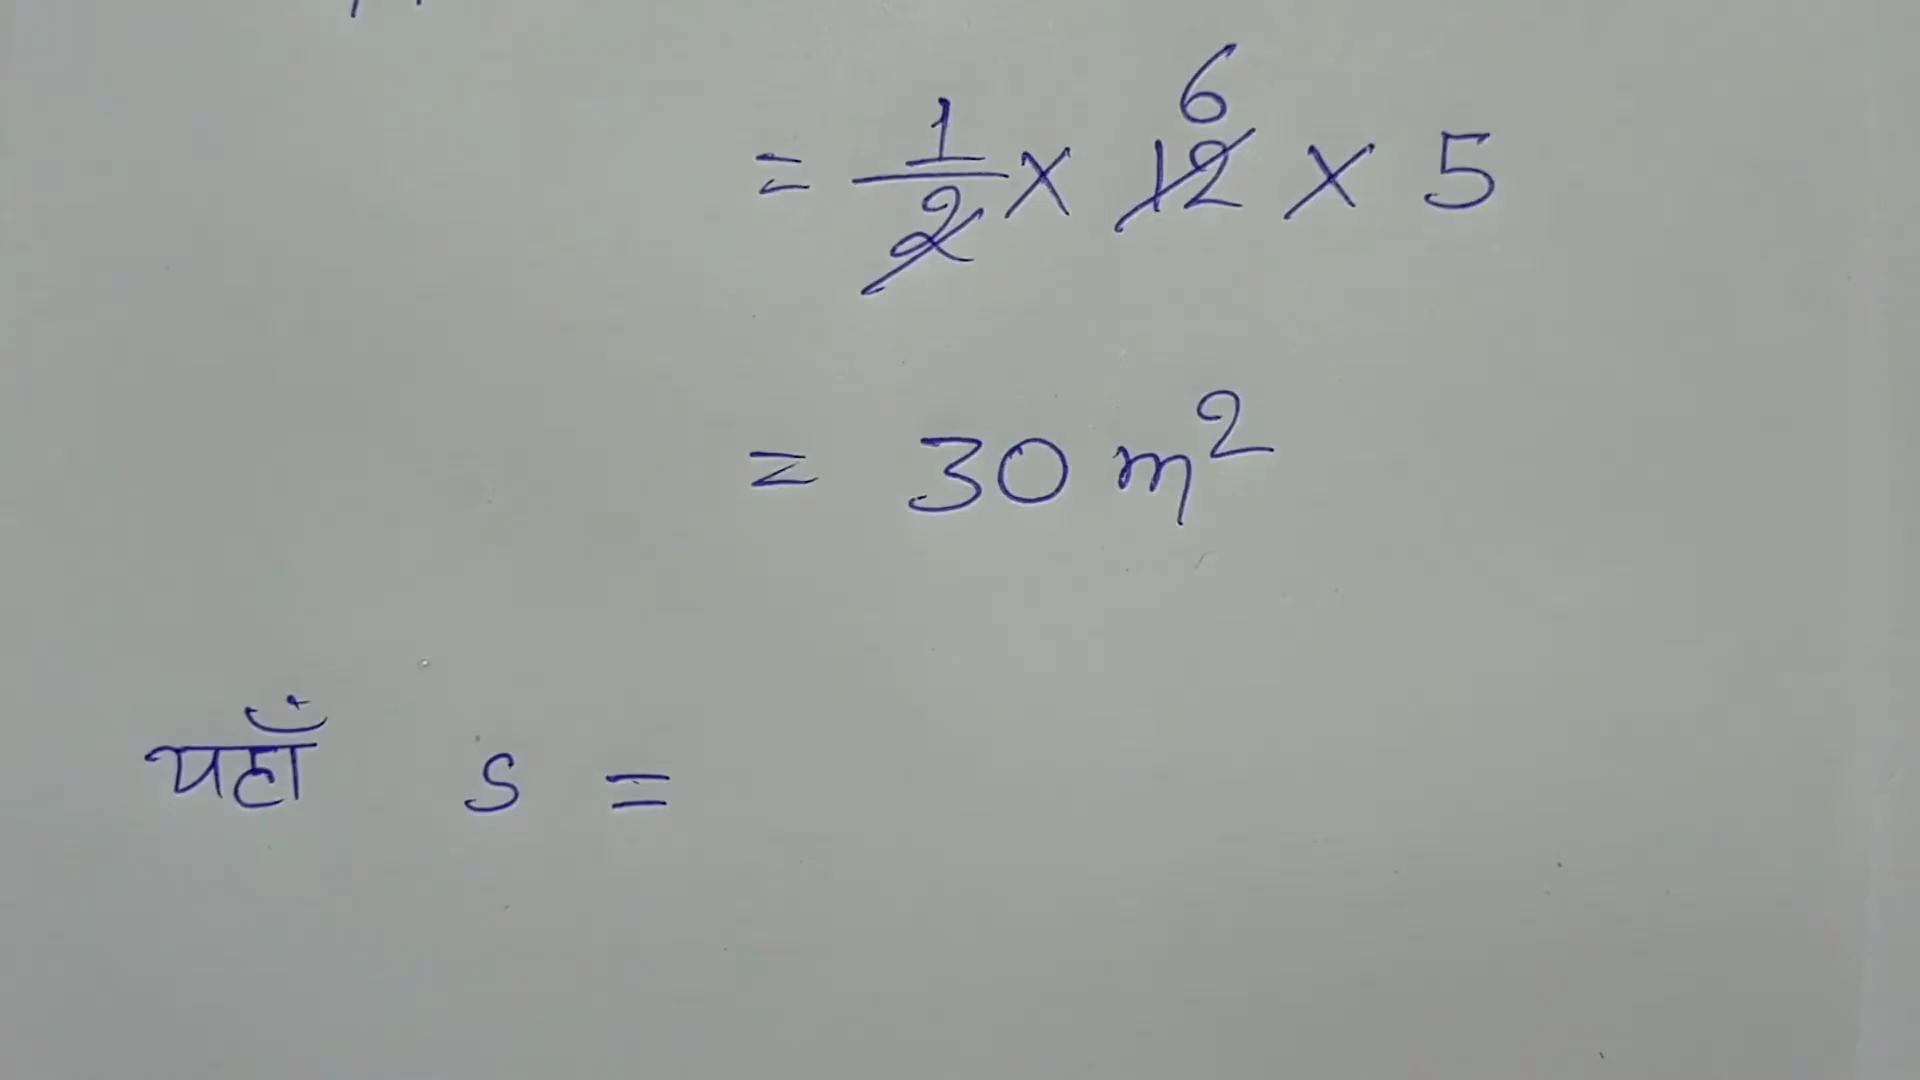 = 1/2 × 12 × 5
6
= 30 m²
यहाँ s =